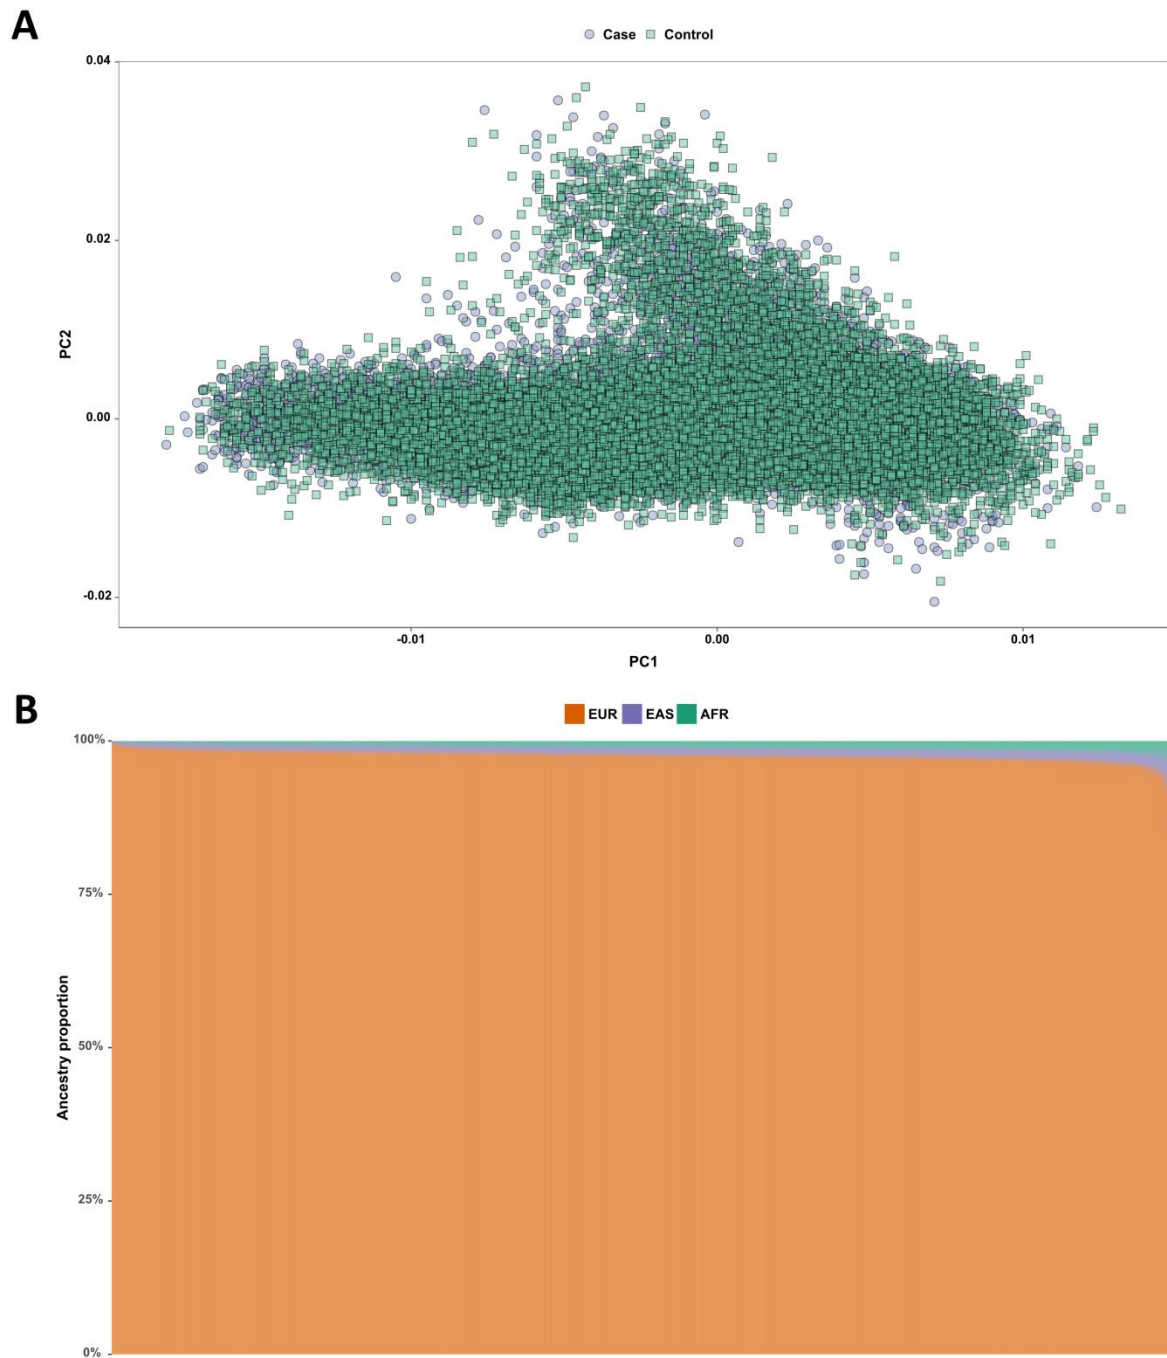 A
Case Control
0.04
0.02
0.00
-0.02
PC2
-0.01 0.00 0.01
PC1
B
EUR EAS AFR
100%
75%
50%
25%
0%
Ancestry proportion